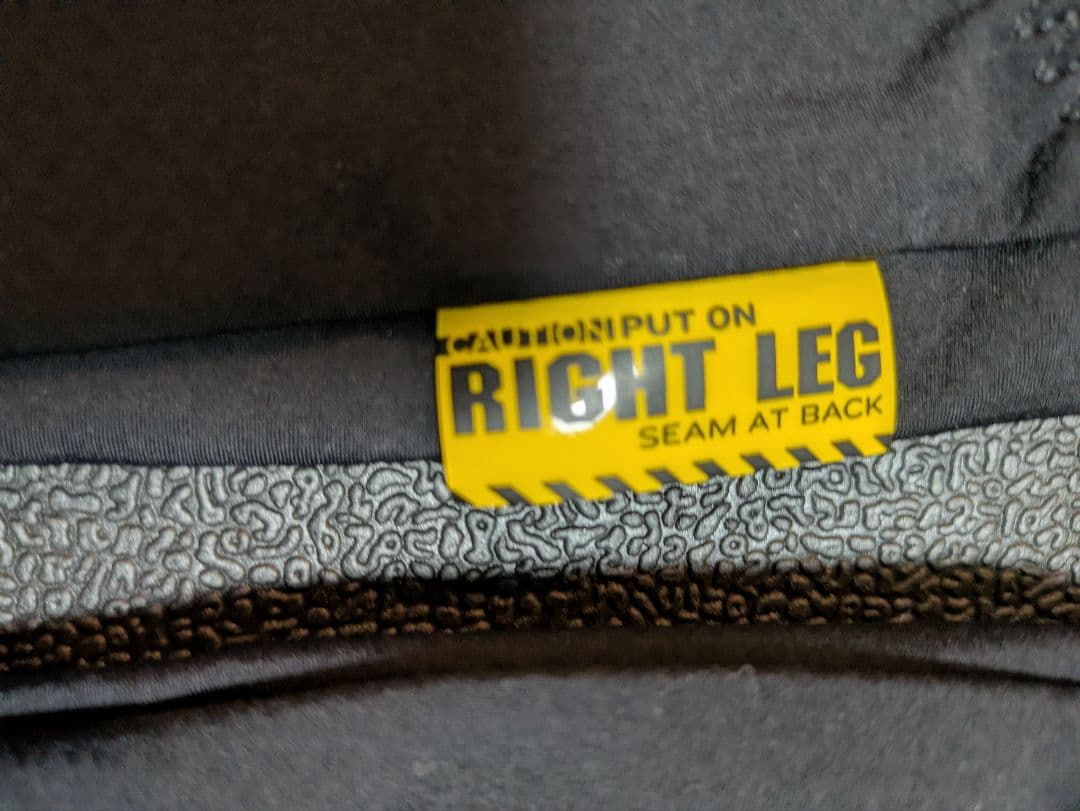 CAUTION PUT ON
RIGHT LEG
SEAM AT BACK